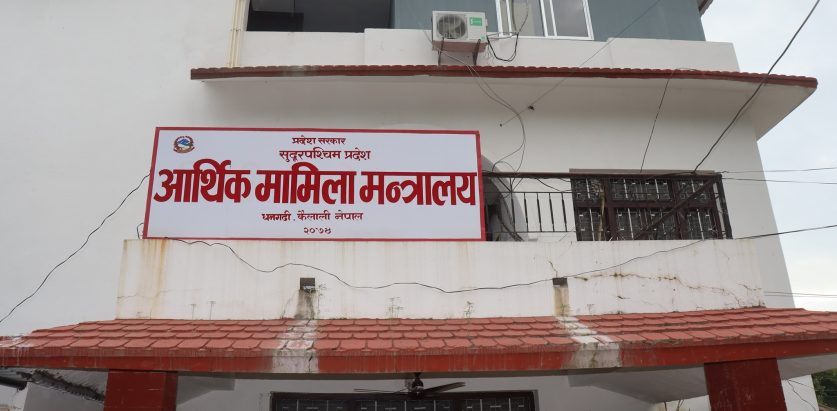 प्रदेश सरकार
सुदूरपश्चिम प्रदेश
आर्थिक मामिला मन्त्रालय
धनगढी, कैलाली नेपाल
२०७५